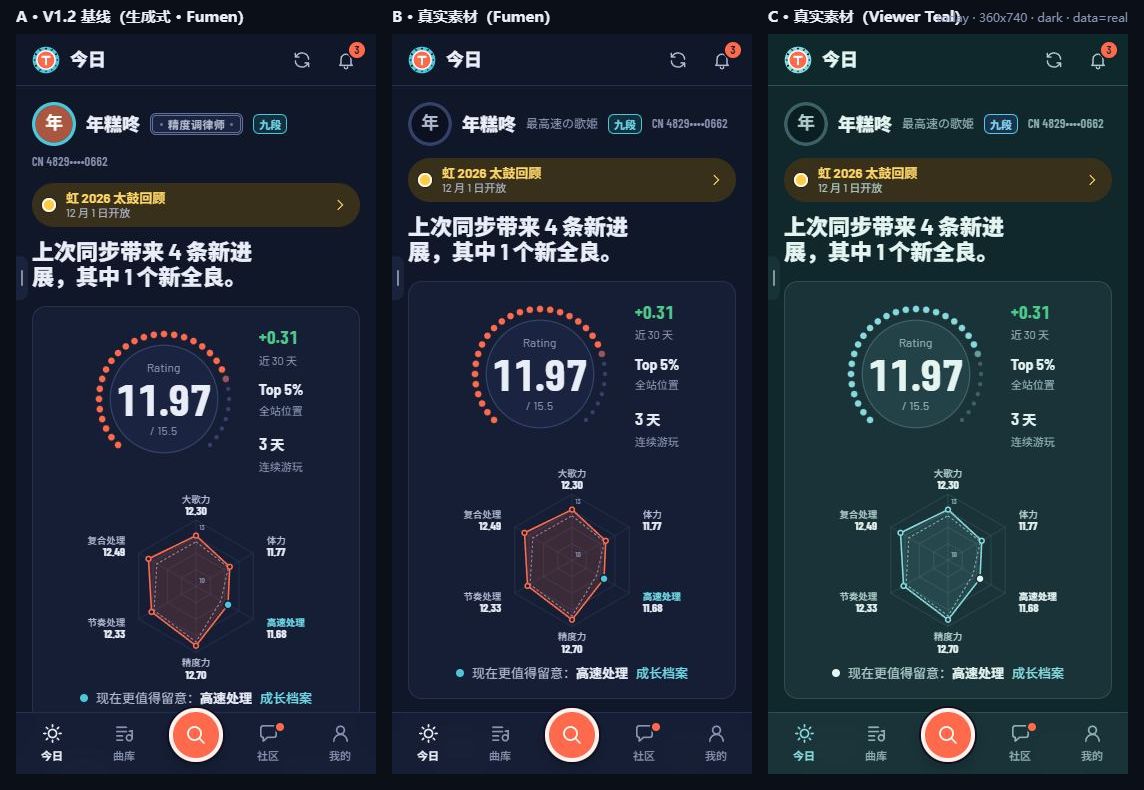 A • V1.2 基线（生成式 • Fumen）
今日
3
年
年糕咚
• 精度调律师 •
九段
CN 4829••••0662
虹 2026 太鼓回顾
12 月 1 日开放
上次同步带来 4 条新进
展，其中 1 个新全良。
Rating
11.97
/ 15.5
+0.31
近 30 天
Top 5%
全站位置
3 天
连续游玩
大歌力
12.30
13
复合处理
12.49
体力
11.77
10
节奏处理
12.33
高速处理
11.68
精度力
12.70
现在更值得留意：高速处理 成长档案
今日
曲库
社区
我的
B • 真实素材（Fumen）
今日
3
年
年糕咚
最高速の歌姫
九段
CN 4829••••0662
虹 2026 太鼓回顾
12 月 1 日开放
上次同步带来 4 条新进
展，其中 1 个新全良。
Rating
11.97
/ 15.5
+0.31
近 30 天
Top 5%
全站位置
3 天
连续游玩
大歌力
12.30
13
复合处理
12.49
体力
11.77
10
节奏处理
12.33
高速处理
11.68
精度力
12.70
现在更值得留意：高速处理 成长档案
今日
曲库
社区
我的
C • 真实素材（Viewer Teal）
· 360x740 · dark · data=real
今日
3
年
年糕咚
最高速の歌姫
九段
CN 4829••••0662
虹 2026 太鼓回顾
12 月 1 日开放
上次同步带来 4 条新进
展，其中 1 个新全良。
Rating
11.97
/ 15.5
+0.31
近 30 天
Top 5%
全站位置
3 天
连续游玩
大歌力
12.30
13
复合处理
12.49
体力
11.77
10
节奏处理
12.33
高速处理
11.68
精度力
12.70
现在更值得留意：高速处理 成长档案
今日
曲库
社区
我的